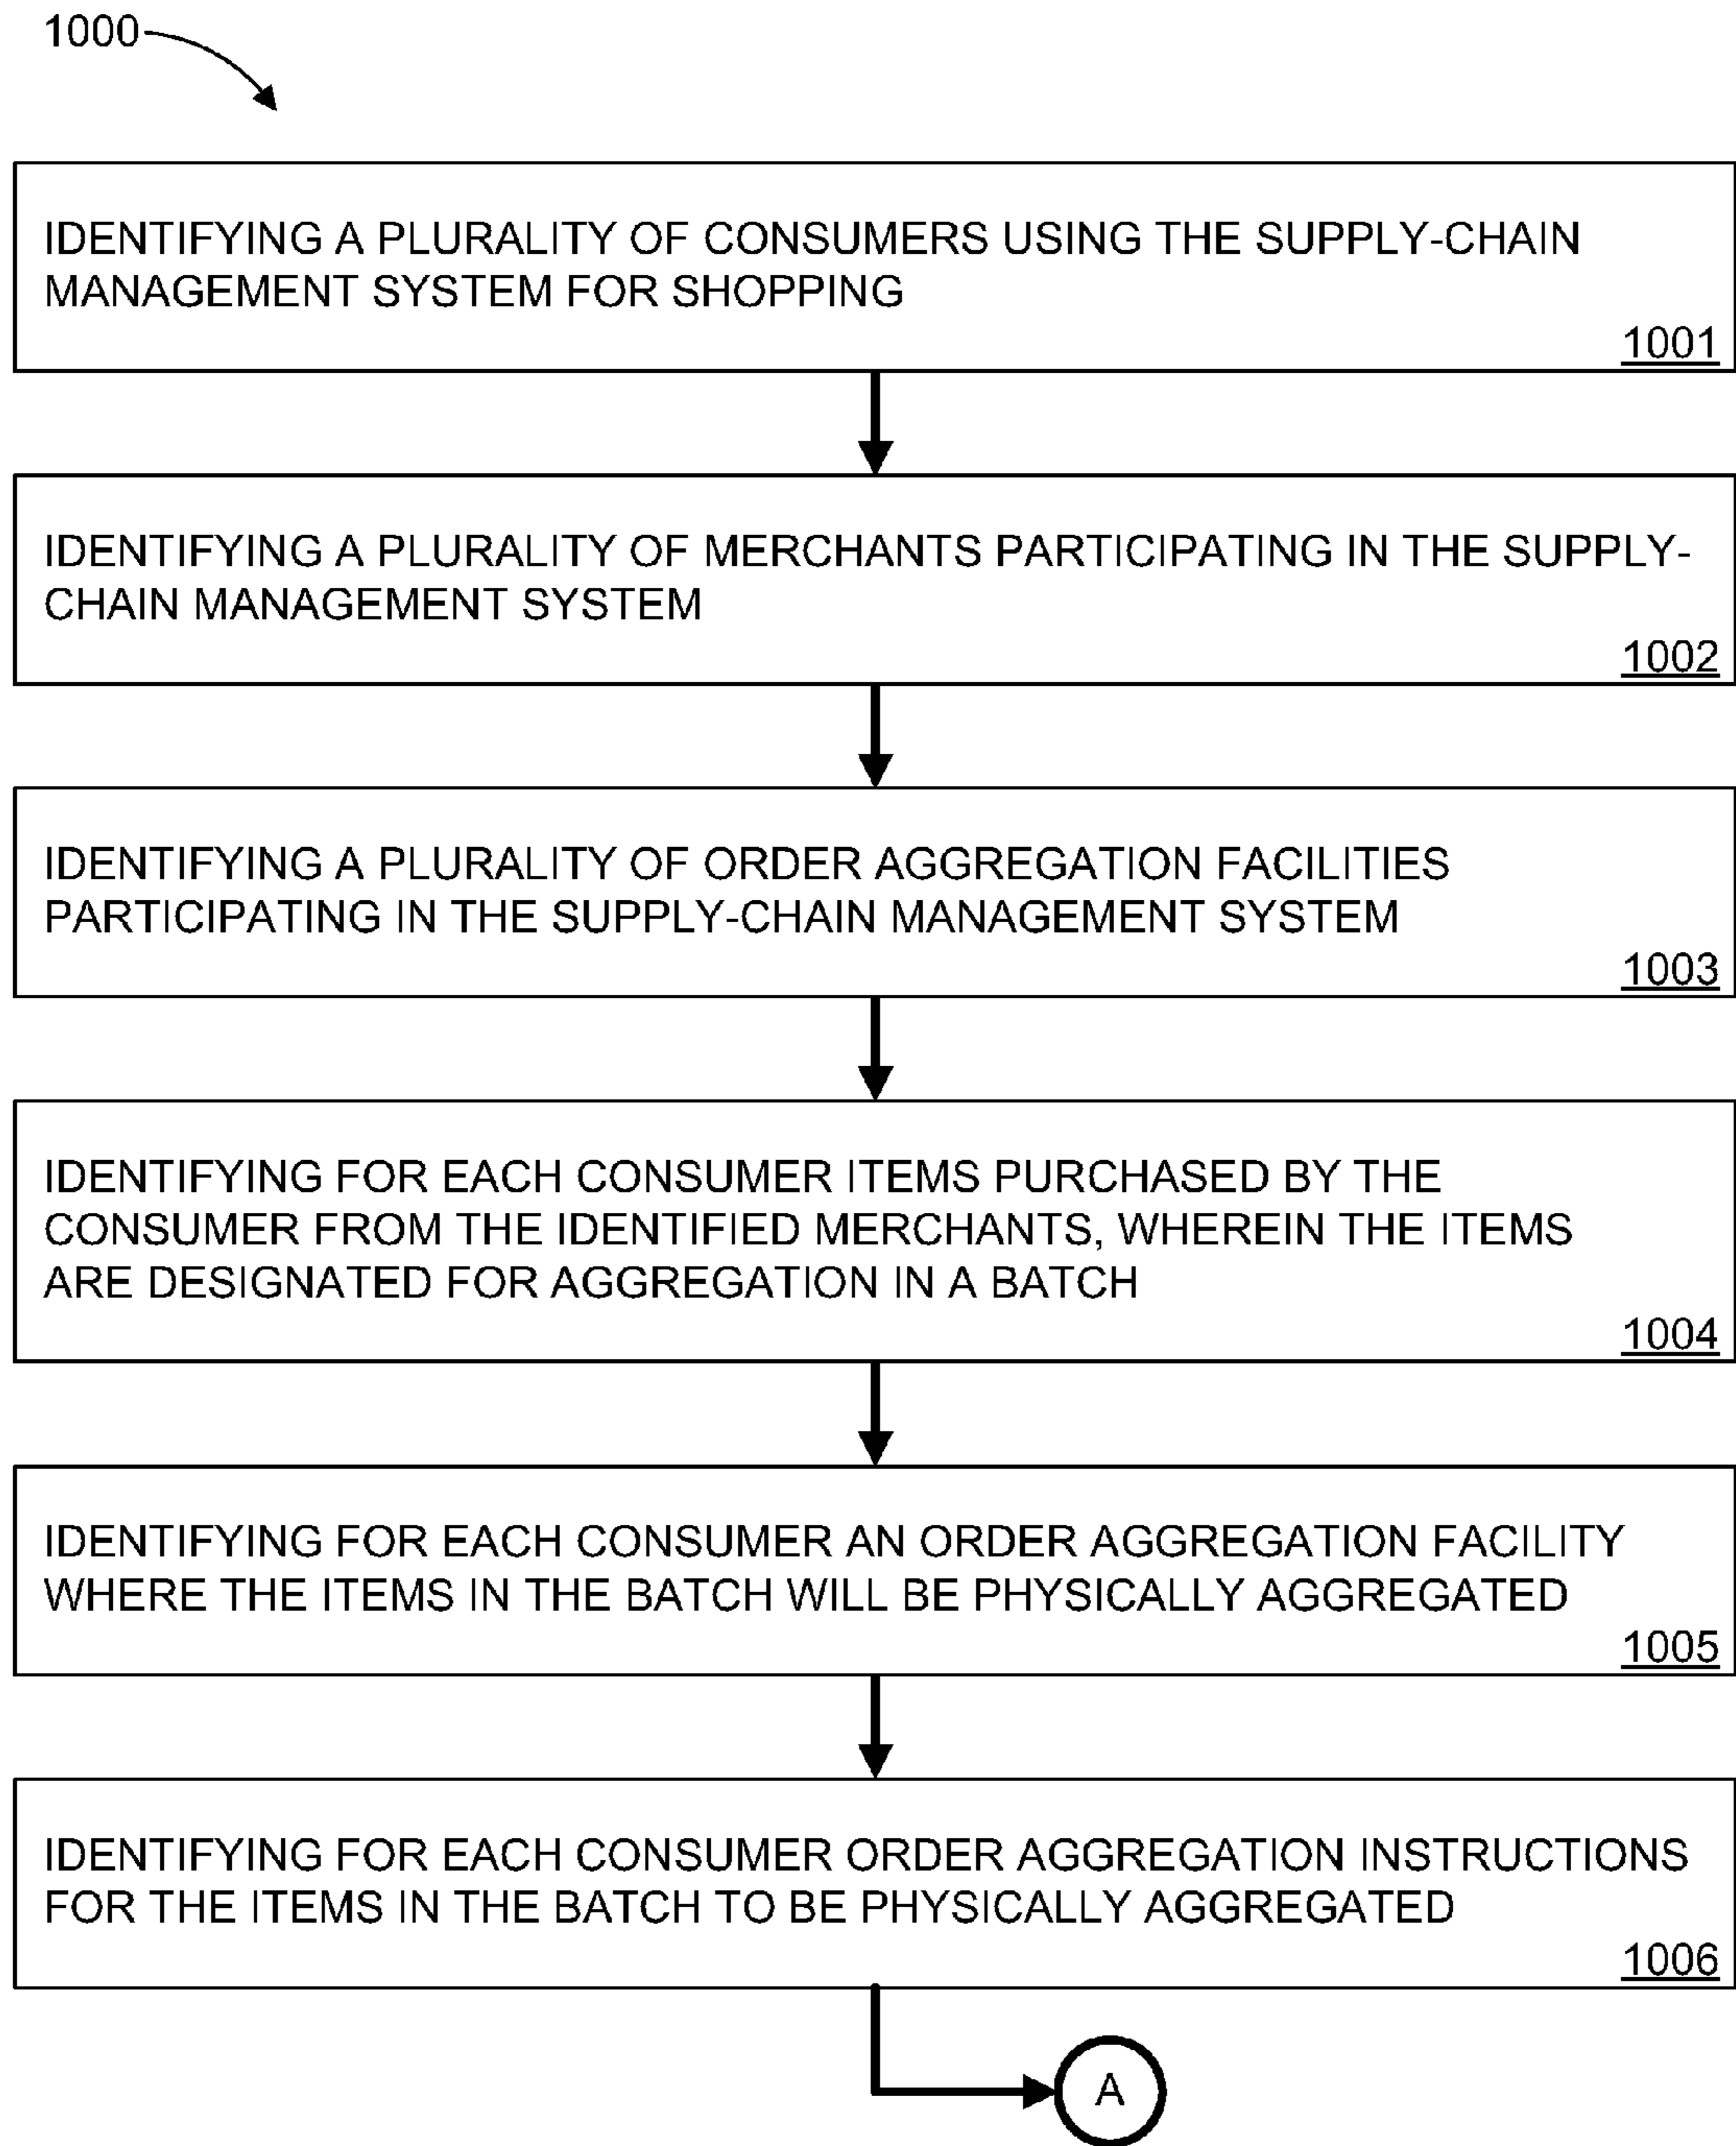 1000
IDENTIFYING A PLURALITY OF CONSUMERS USING THE SUPPLY-CHAIN
MANAGEMENT SYSTEM FOR SHOPPING
1001
IDENTIFYING A PLURALITY OF MERCHANTS PARTICIPATING IN THE SUPPLY-
CHAIN MANAGEMENT SYSTEM
1002
IDENTIFYING A PLURALITY OF ORDER AGGREGATION FACILITIES
PARTICIPATING IN THE SUPPLY-CHAIN MANAGEMENT SYSTEM
1003
IDENTIFYING FOR EACH CONSUMER ITEMS PURCHASED BY THE
CONSUMER FROM THE IDENTIFIED MERCHANTS, WHEREIN THE ITEMS
ARE DESIGNATED FOR AGGREGATION IN A BATCH
1004
IDENTIFYING FOR EACH CONSUMER AN ORDER AGGREGATION FACILITY
WHERE THE ITEMS IN THE BATCH WILL BE PHYSICALLY AGGREGATED
1005
IDENTIFYING FOR EACH CONSUMER ORDER AGGREGATION INSTRUCTIONS
FOR THE ITEMS IN THE BATCH TO BE PHYSICALLY AGGREGATED
1006
A